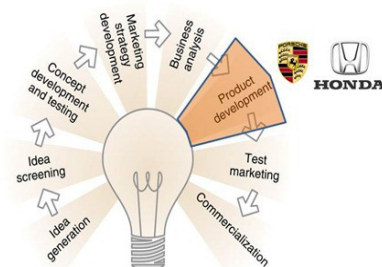 Idea
generation
Idea
screening
Concept
development
and testing
Marketing
strategy
development
Business
analysis
Product
development
Test
marketing
Commercialization
PORSCHE
HONDA